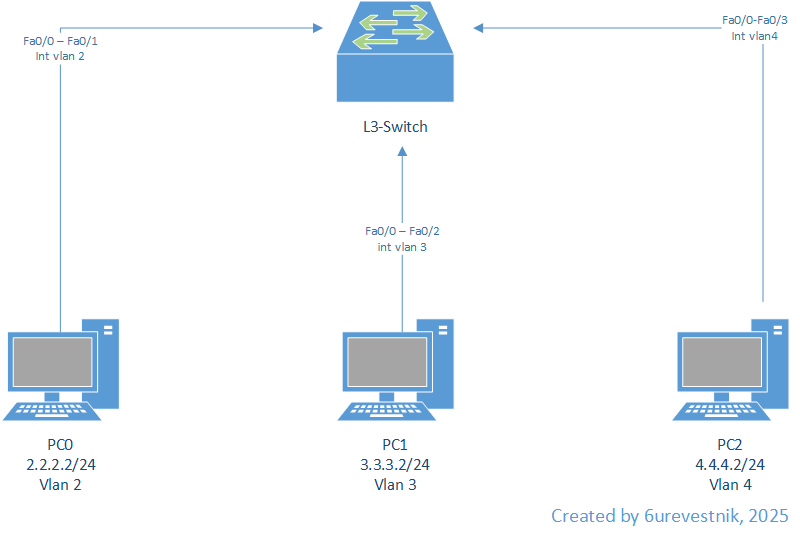 Fa0/0 – Fa0/1
Int vlan 2
Fa0/0-Fa0/3
Int vlan4
L3-Switch
Fa0/0 – Fa0/2
int vlan 3
PC0
2.2.2.2/24
Vlan 2
PC1
3.3.3.2/24
Vlan 3
PC2
4.4.4.2/24
Vlan 4
Created by 6urevestnik, 2025